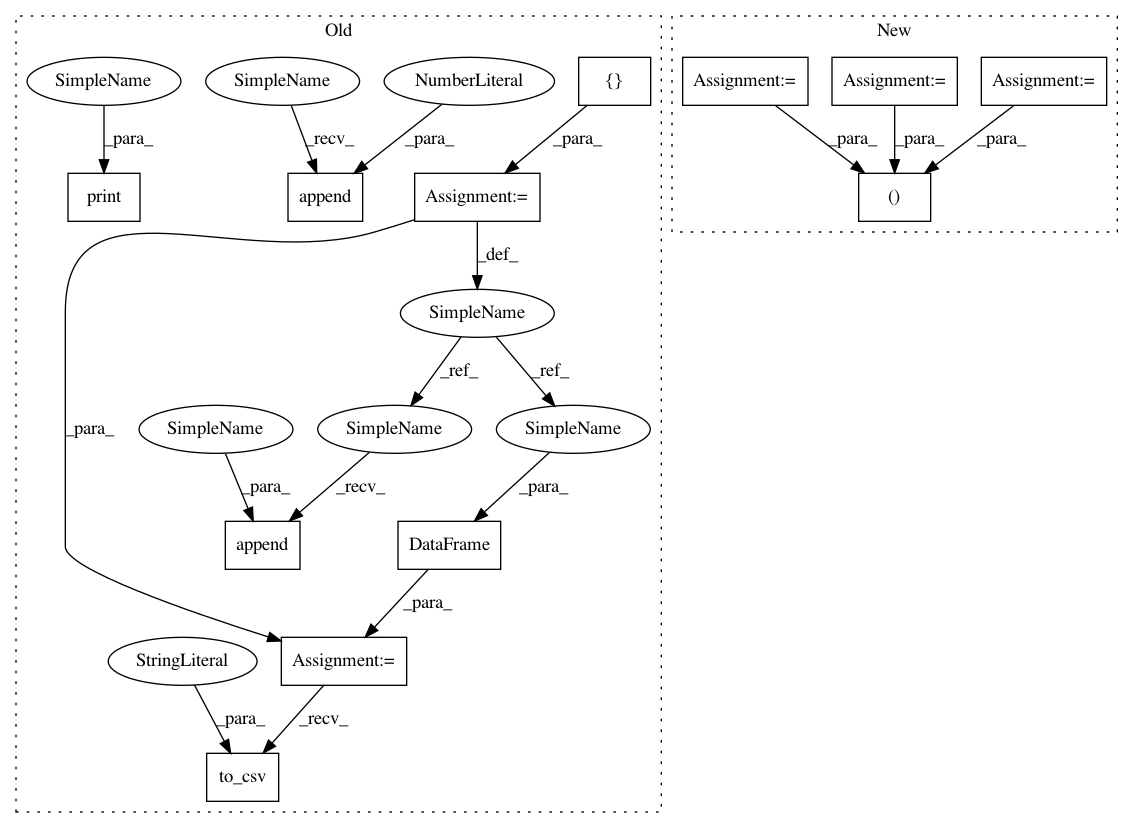 Old
New
SimpleName
SimpleName
NumberLiteral
{}
Assignment:=
Assignment:=
Assignment:=
_para_
_recv_
_para_
_para_
_para_
_para_
_para_
print
append
Assignment:=
()
_def_
SimpleName
_ref_
_ref_
_para_
SimpleName
SimpleName
SimpleName
_para_
_recv_
_para_
append
DataFrame
_para_
StringLiteral
Assignment:=
_para_
_recv_
to_csv